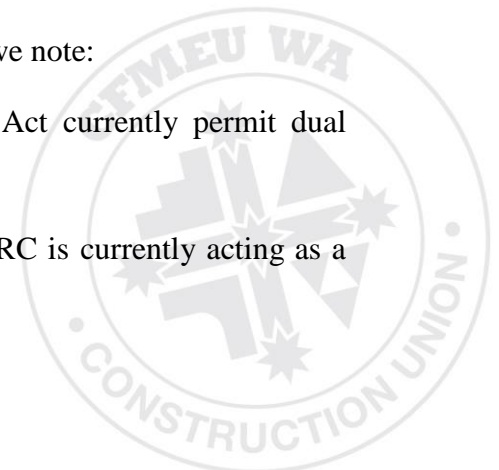 ve note:
Act currently permit dual
RC is currently acting as a
CFMEU WA
• CONSTRUCTION UNION •